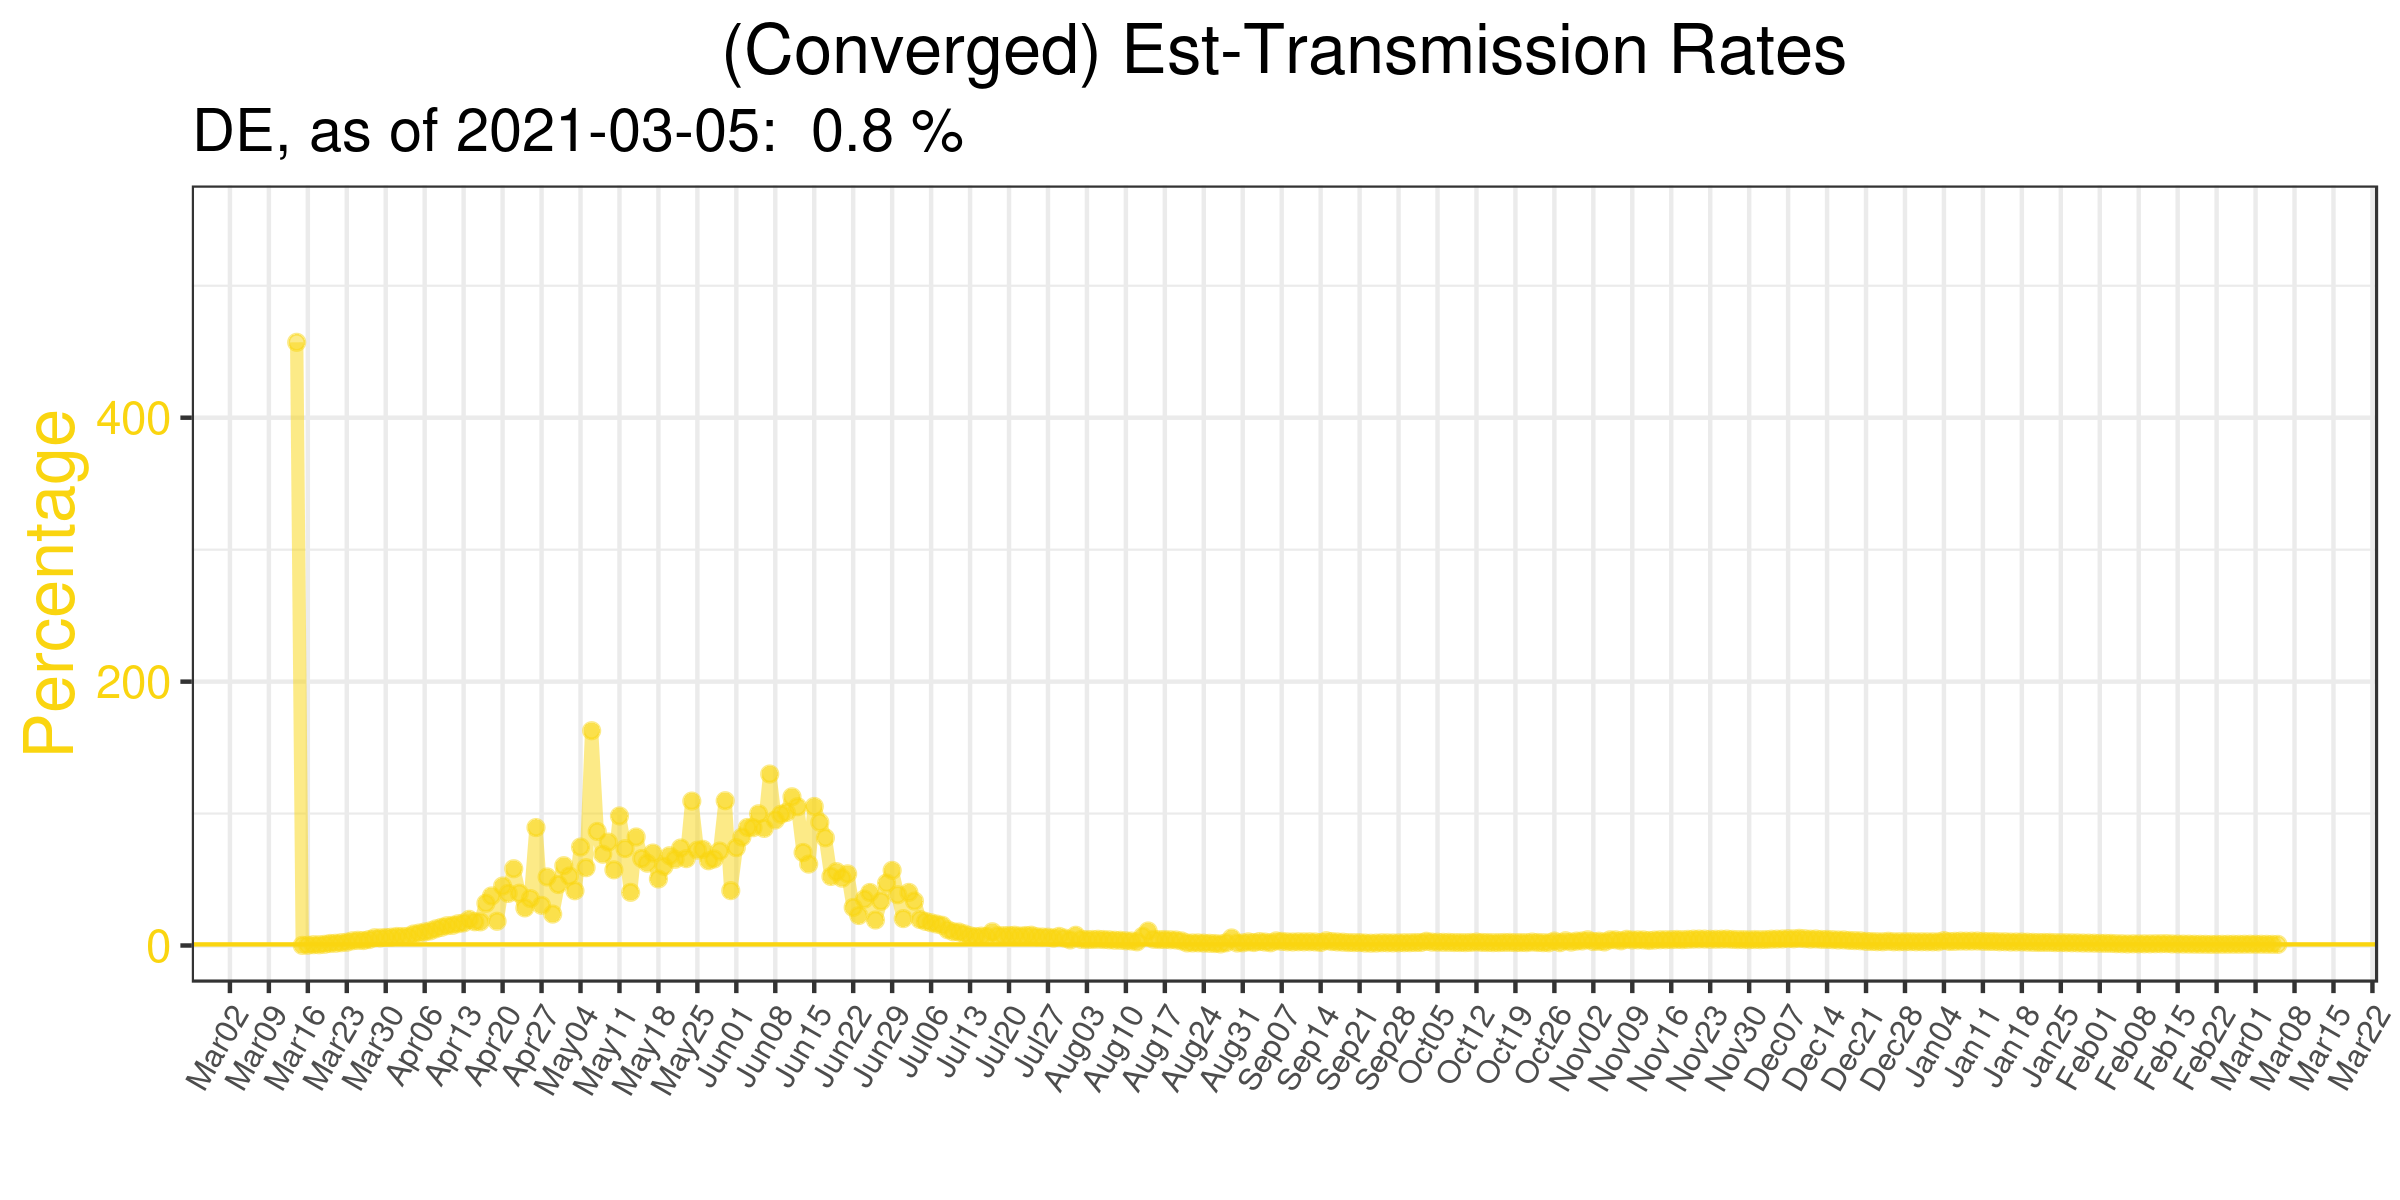 (Converged) Est-Transmission Rates
DE, as of 2021-03-05: 0.8 %
Percentage
400
200
0
Mar02
Mar09
Mar16
Mar23
Mar30
Apr06
Apr13
Apr20
Apr27
May04
May11
May18
May25
Jun01
Jun08
Jun15
Jun22
Jun29
Jul06
Jul13
Jul20
Jul27
Aug03
Aug10
Aug17
Aug24
Aug31
Sep07
Sep14
Sep21
Sep28
Oct05
Oct12
Oct19
Oct26
Nov02
Nov09
Nov16
Nov23
Nov30
Dec07
Dec14
Dec21
Dec28
Dec04
Jan11
Jan18
Jan25
Feb01
Feb08
Feb15
Feb22
Mar01
Mar08
Mar15
Mar22